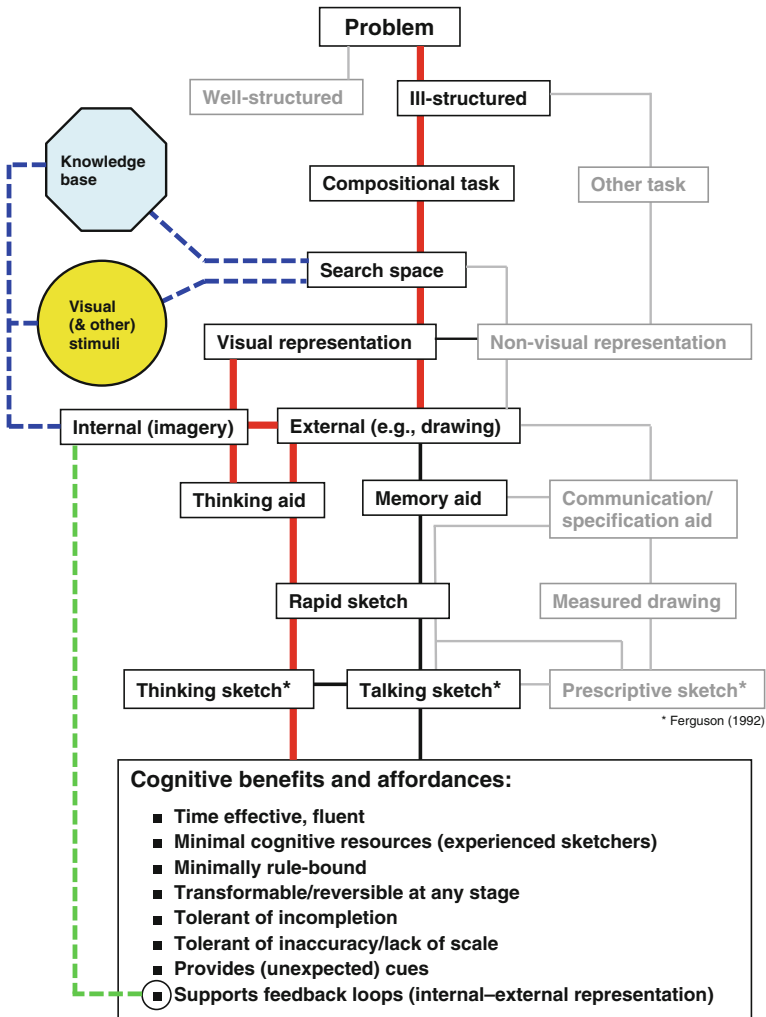 Problem
Well-structured
Ill-structured
Knowledge
base
Compositional task
Other task
Search space
Visual
(& other)
stimuli
Visual representation
Non-visual representation
Internal (imagery)
External (e.g., drawing)
Thinking aid
Memory aid
Communication/
specification aid
Rapid sketch
Measured drawing
Thinking sketch*
Talking sketch*
Prescriptive sketch*
* Ferguson (1992)
Cognitive benefits and affordances:
■ Time effective, fluent
■ Minimal cognitive resources (experienced sketchers)
■ Minimally rule-bound
■ Transformable/reversible at any stage
■ Tolerant of incompletion
■ Tolerant of inaccuracy/lack of scale
■ Provides (unexpected) cues
■ Supports feedback loops (internal–external representation)